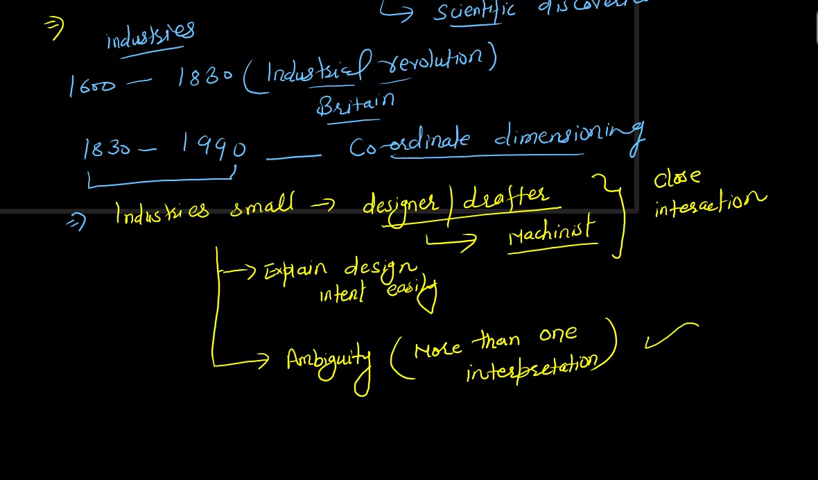 ↳ Scientific
⇒ industries
1600 — 1830 (Industrial revolution)
Britain
1830 — 1990 — Co-ordinate dimensioning
⇒ Industries small → designer/drafter
→ Machinist
close
interaction
→ Explain design
intent easily
→ Ambiguity (More than one
interpretation) ✓